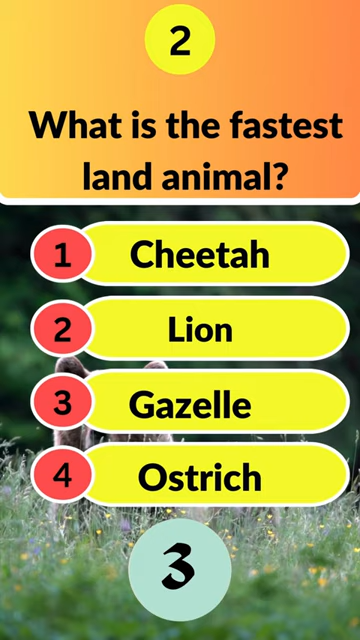 2
What is the fastest
land animal?
1 Cheetah
2 Lion
3 Gazelle
4 Ostrich
3